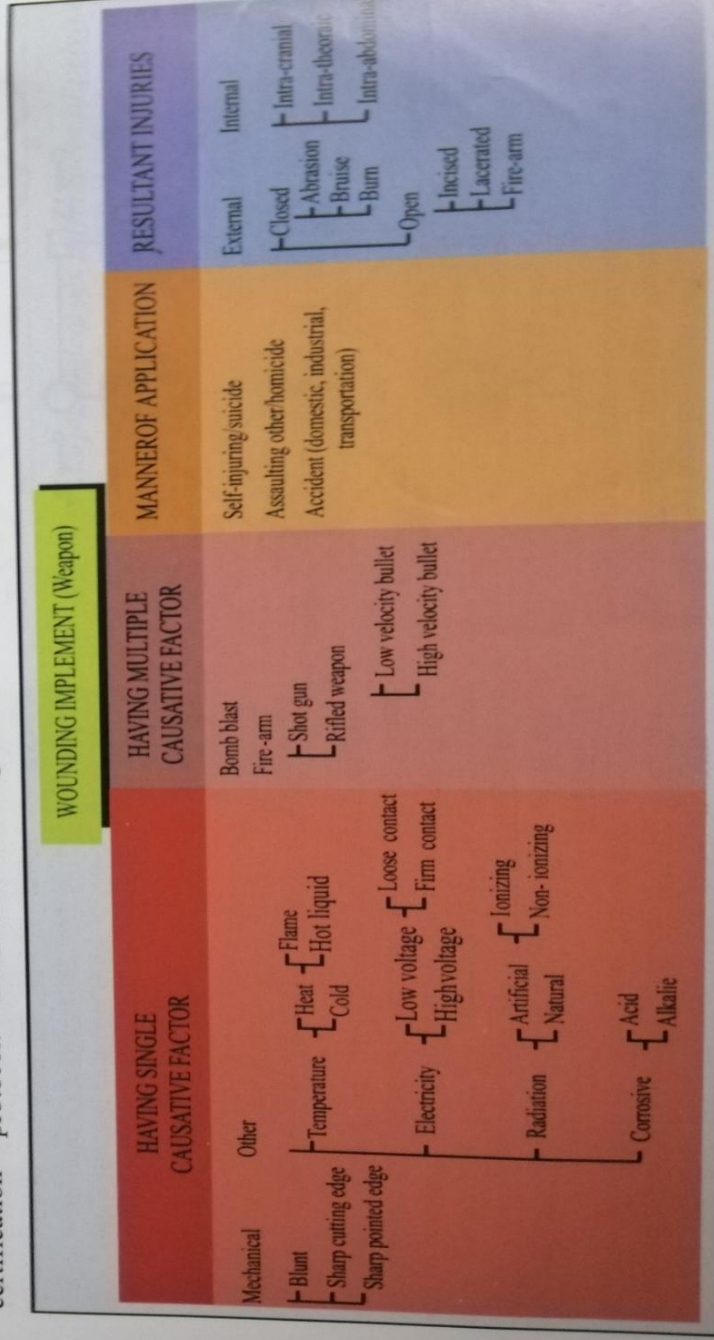 WOUNDING IMPLEMENT (Weapon)
HAVING SINGLE
CAUSATIVE FACTOR
Mechanical
Blunt
Sharp cutting edge
Sharp pointed edge
Other
Temperature
Heat
Flame
Hot liquid
Cold
Electricity
Low voltage
Loose contact
Firm contact
High voltage
Radiation
Artificial
Ionizing
Non- ionizing
Natural
Corrosive
Acid
Alkalie
HAVING MULTIPLE
CAUSATIVE FACTOR
Bomb blast
Fire-arm
Shot gun
Rifled weapon
Low velocity bullet
High velocity bullet
MANNEROF APPLICATION
Self-injuring/suicide
Assaulting other/homicide
Accident (domestic, industrial,
transportation)
RESULTANT INJURIES
External
Closed
Abrasion
Bruise
Burn
Open
Incised
Lacerated
Fire-arm
Internal
Intra-cranial